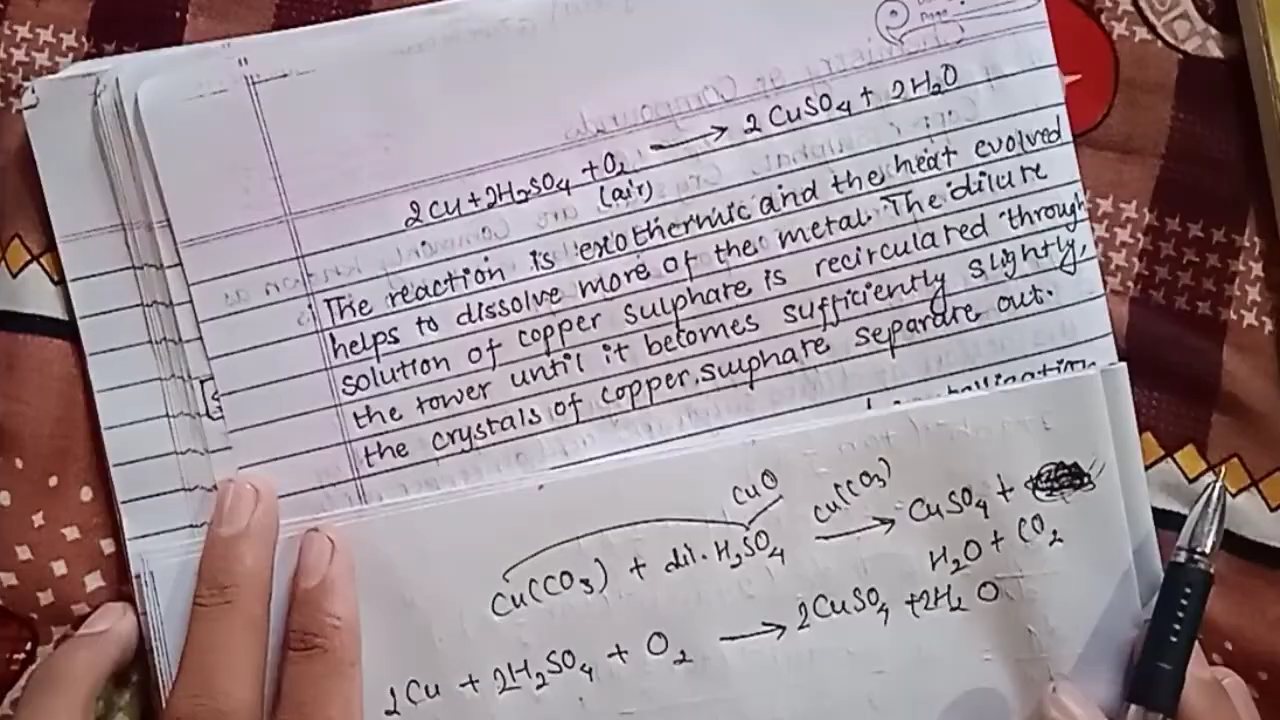 Page
2Cu + 2H₂SO₄ + O₂ ⟶ 2CuSO₄ + 2H₂O
(air)
The reaction is exothermic and the heat evolved
helps to dissolve more of the metal. The dilute
solution of copper sulphate is recirculated through
the tower until it becomes sufficiently slightly,
the crystals of copper sulphate separate out.
CuO
Cu(CO₃) + dil. H₂SO₄ ⟶ CuSO₄ +
Cu(CO₃)
H₂O + CO₂
2Cu + 2H₂SO₄ + O₂ ⟶ 2CuSO₄ + 2H₂O